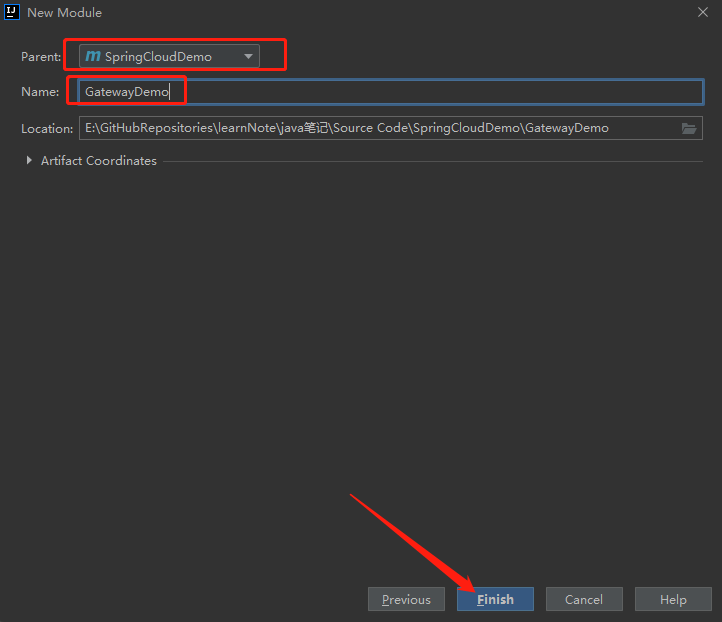 IJ New Module
Parent: m SpringCloudDemo
Name: GatewayDemo
Location: E:\GitHubRepositories\learnNote\java笔记\Source Code\SpringCloudDemo\GatewayDemo
Artifact Coordinates
Previous Finish Cancel Help